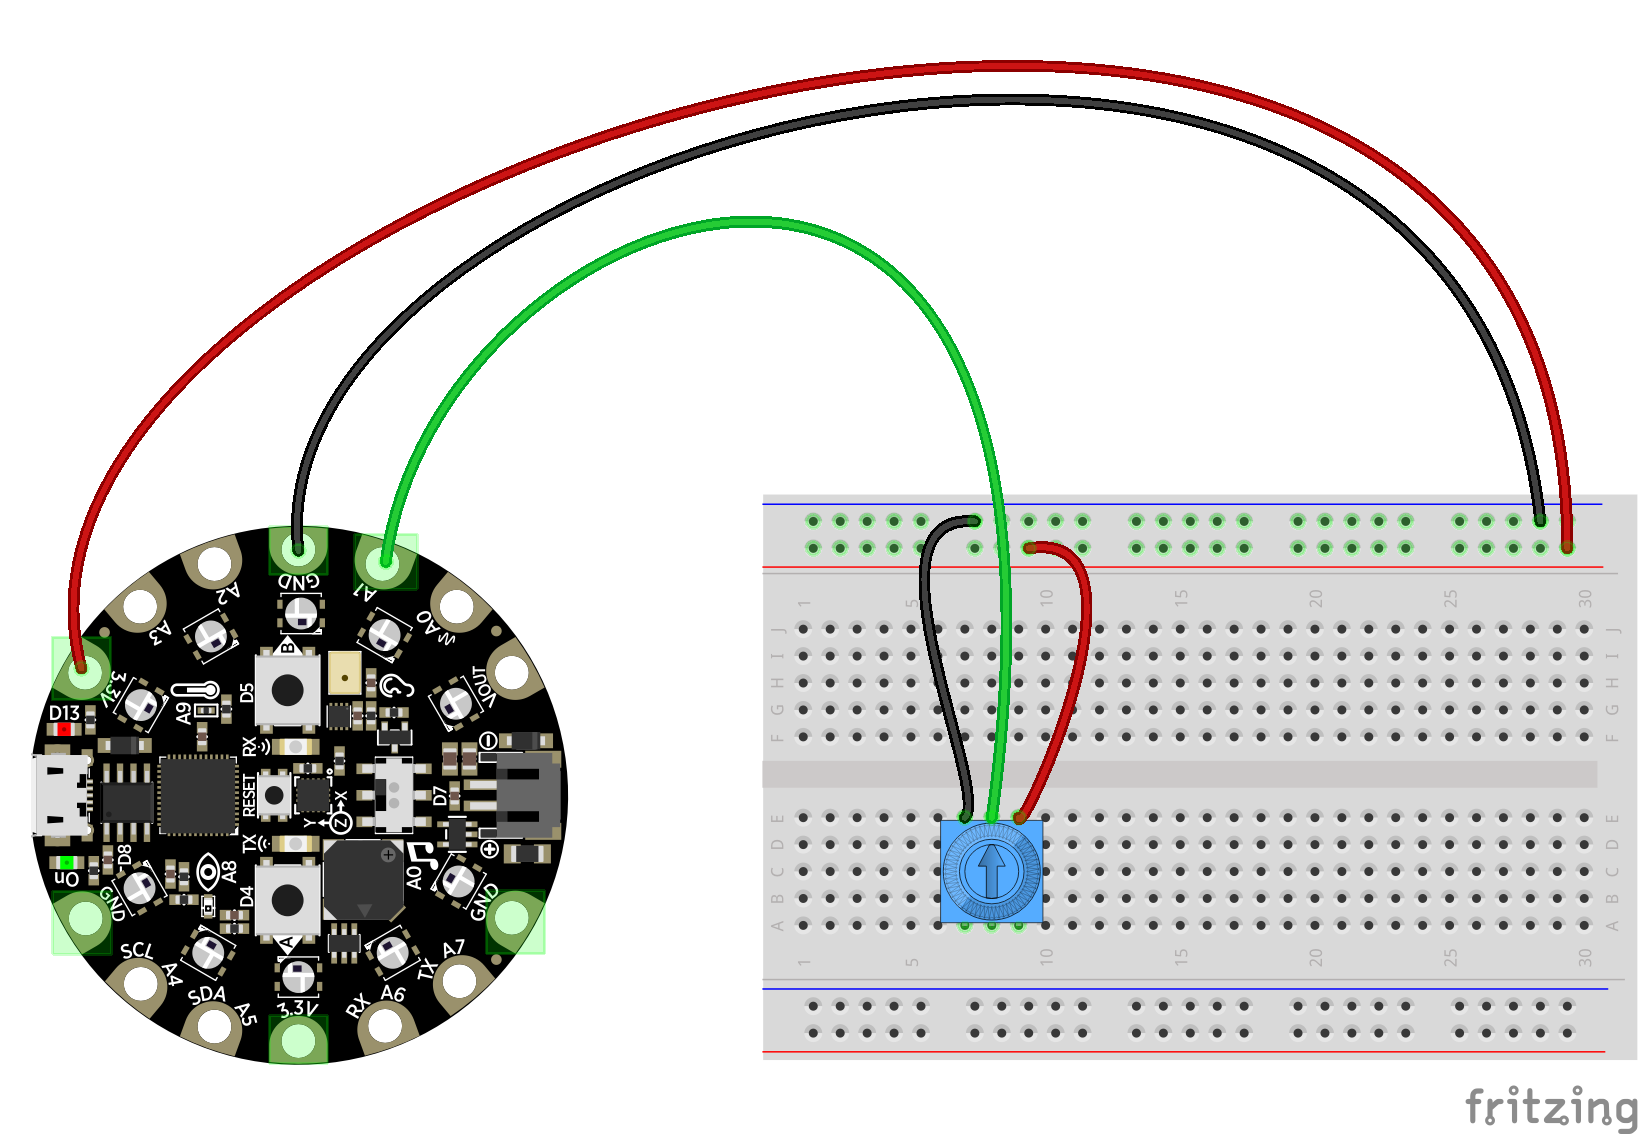 GND
A1
A2
A3
A0
VOUT
3.3V
D13
A9
D5
B
RX
RESET
X
Y
Z
D7
TX
On
D8
A8
D4
A0
A
GND
GND
SCL
A4
SDA
A5
3.3V
RX
A6
TX
A7
1 5 10 15 20 25 30
J J
I I
H H
G G
F F
E E
D D
C C
B B
A A
1 5 10 15 20 25 30
fritzing